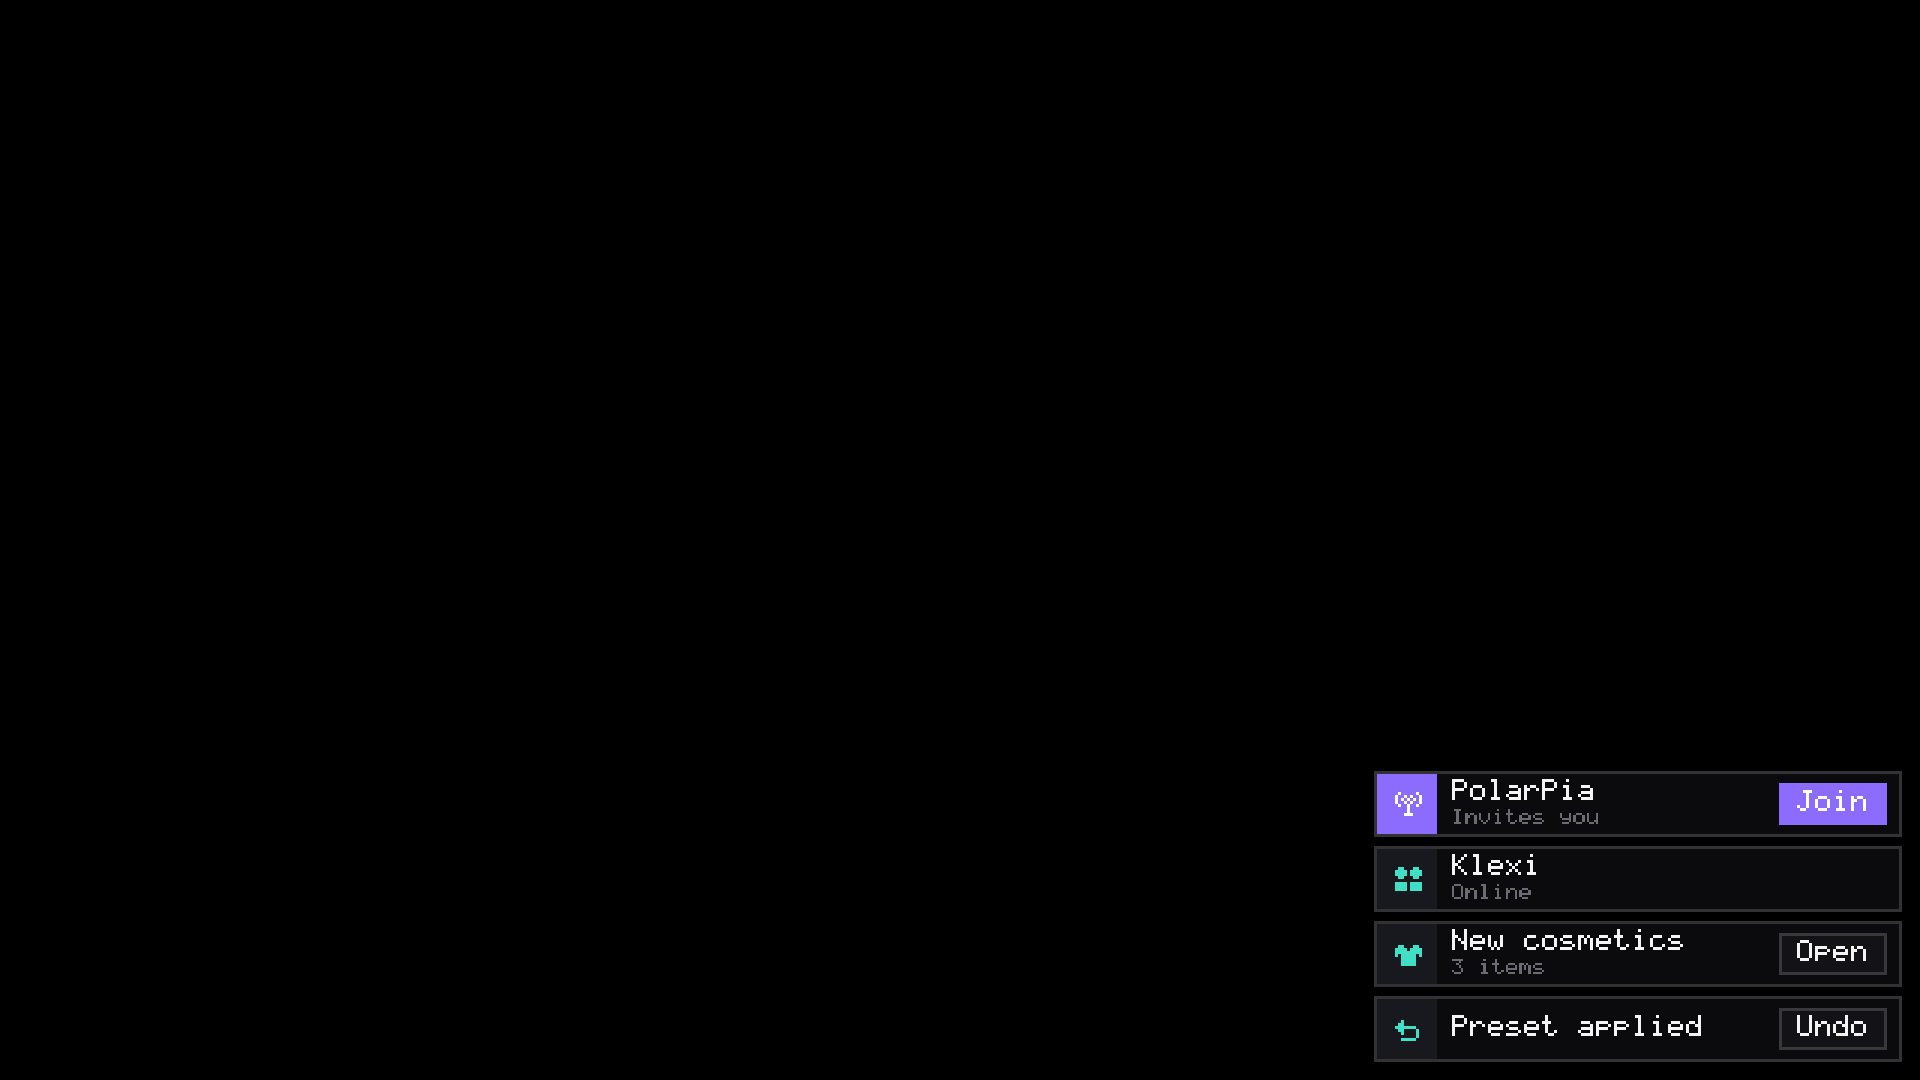 PolarPia
Invites you
Join
Klexi
Online
New cosmetics
3 items
Open
Preset applied
Undo